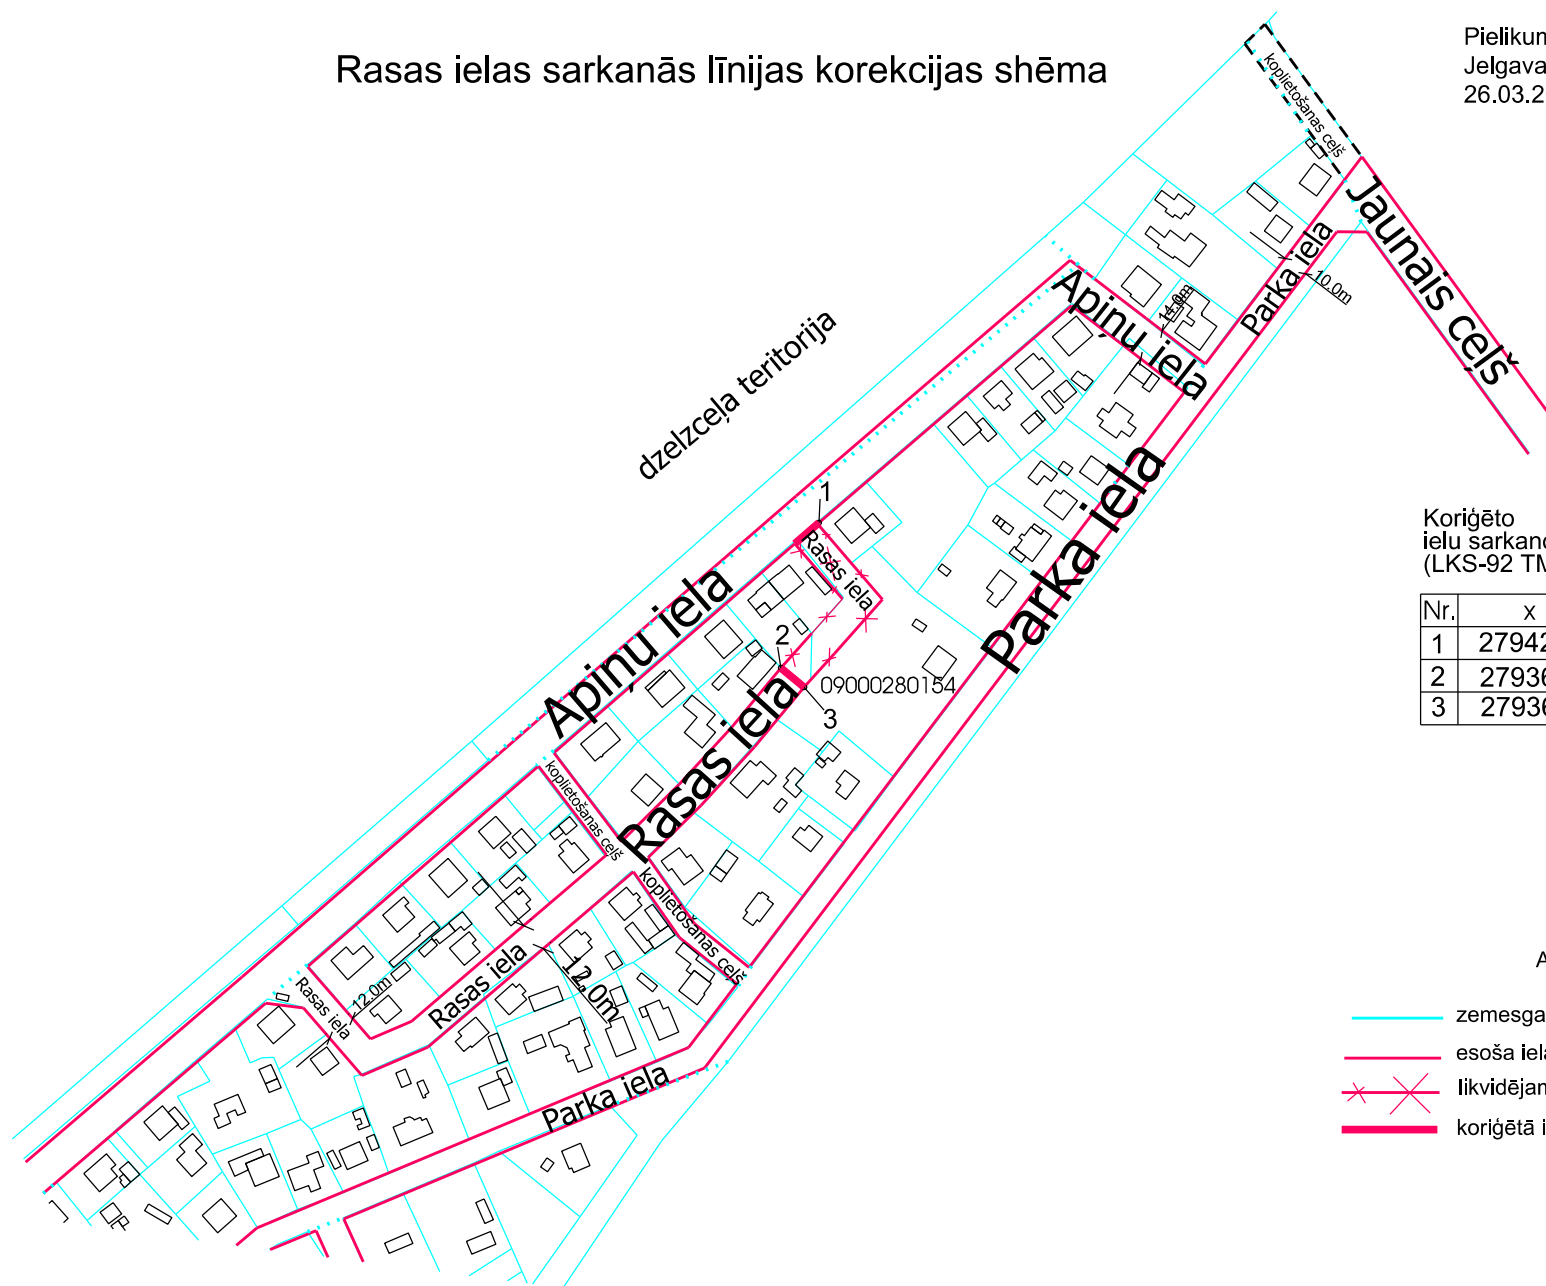 Rasas ielas sarkanās līnijas korekcijas shēma
Pielikum
Jelgava
26.03.2
koplietošanas ceļš
Jaunais ceļš
Parka iela
10.0m
14.0m
Apiņu iela
dzelzceļa teritorija
Parka iela
1
Rasas iela
Apiņu iela
2
09000280154
3
Rasas iela
Koriģēto
ielu sarkano
(LKS-92 TM
Nr. x
1 27942
2 27936
3 27936
koplietošanas ceļš
koplietošanas ceļš
Rasas iela
12.0m
Rasas iela
12,0m
Parka iela
A
zemesga
esoša iela
likvidējam
koriģētā i